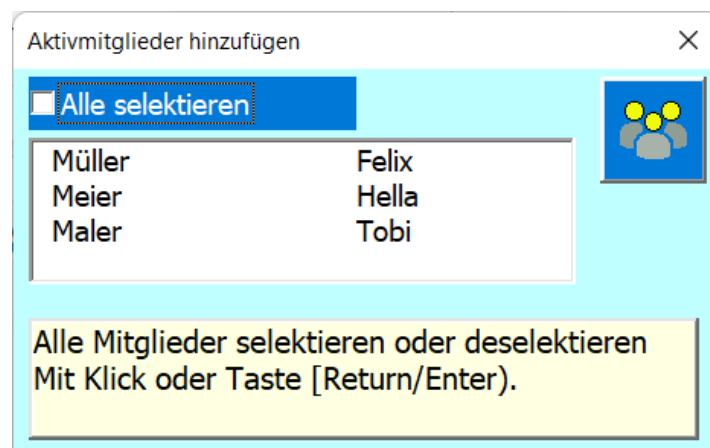 Aktivmitglieder hinzufügen
Alle selektieren
Müller Felix
Meier Hella
Maler Tobi
Alle Mitglieder selektieren oder deselektieren
Mit Klick oder Taste [Return/Enter).